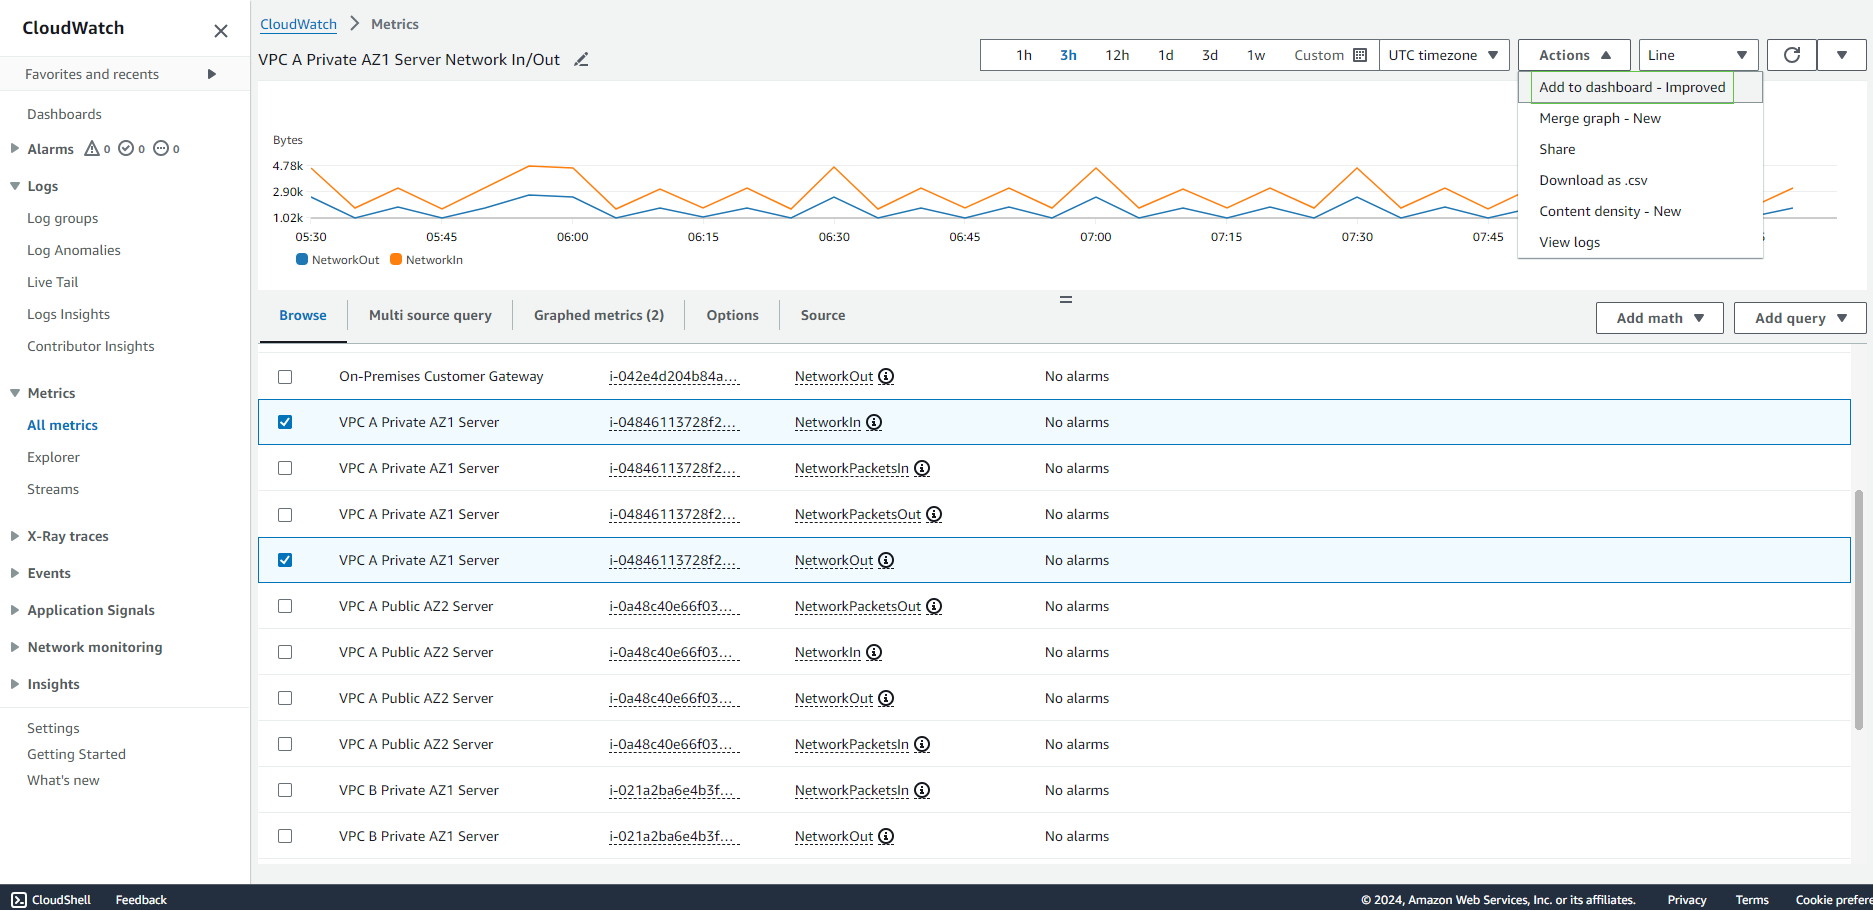 CloudWatch
Favorites and recents
Dashboards
Alarms 0 0 0
Logs
Log groups
Log Anomalies
Live Tail
Logs Insights
Contributor Insights
Metrics
All metrics
Explorer
Streams
X-Ray traces
Events
Application Signals
Network monitoring
Insights
Settings
Getting Started
What's new
CloudWatch Metrics
VPC A Private AZ1 Server Network In/Out
1h 3h 12h 1d 3d 1w Custom UTC timezone Actions Line
Add to dashboard - Improved
Merge graph - New
Share
Download as .csv
Content density - New
View logs
Bytes
4.78k
2.90k
1.02k
05:30 05:45 06:00 06:15 06:30 06:45 07:00 07:15 07:30 07:45
NetworkOut NetworkIn
Browse Multi source query Graphed metrics (2) Options Source Add math Add query
On-Premises Customer Gateway i-042e4d204b84a... NetworkOut No alarms
VPC A Private AZ1 Server i-04846113728f2... NetworkIn No alarms
VPC A Private AZ1 Server i-04846113728f2... NetworkPacketsIn No alarms
VPC A Private AZ1 Server i-04846113728f2... NetworkPacketsOut No alarms
VPC A Private AZ1 Server i-04846113728f2... NetworkOut No alarms
VPC A Public AZ2 Server i-0a48c40e66f03... NetworkPacketsOut No alarms
VPC A Public AZ2 Server i-0a48c40e66f03... NetworkIn No alarms
VPC A Public AZ2 Server i-0a48c40e66f03... NetworkOut No alarms
VPC A Public AZ2 Server i-0a48c40e66f03... NetworkPacketsIn No alarms
VPC B Private AZ1 Server i-021a2ba6e4b3f... NetworkPacketsIn No alarms
VPC B Private AZ1 Server i-021a2ba6e4b3f... NetworkOut No alarms
CloudShell Feedback © 2024, Amazon Web Services, Inc. or its affiliates. Privacy Terms Cookie prefere